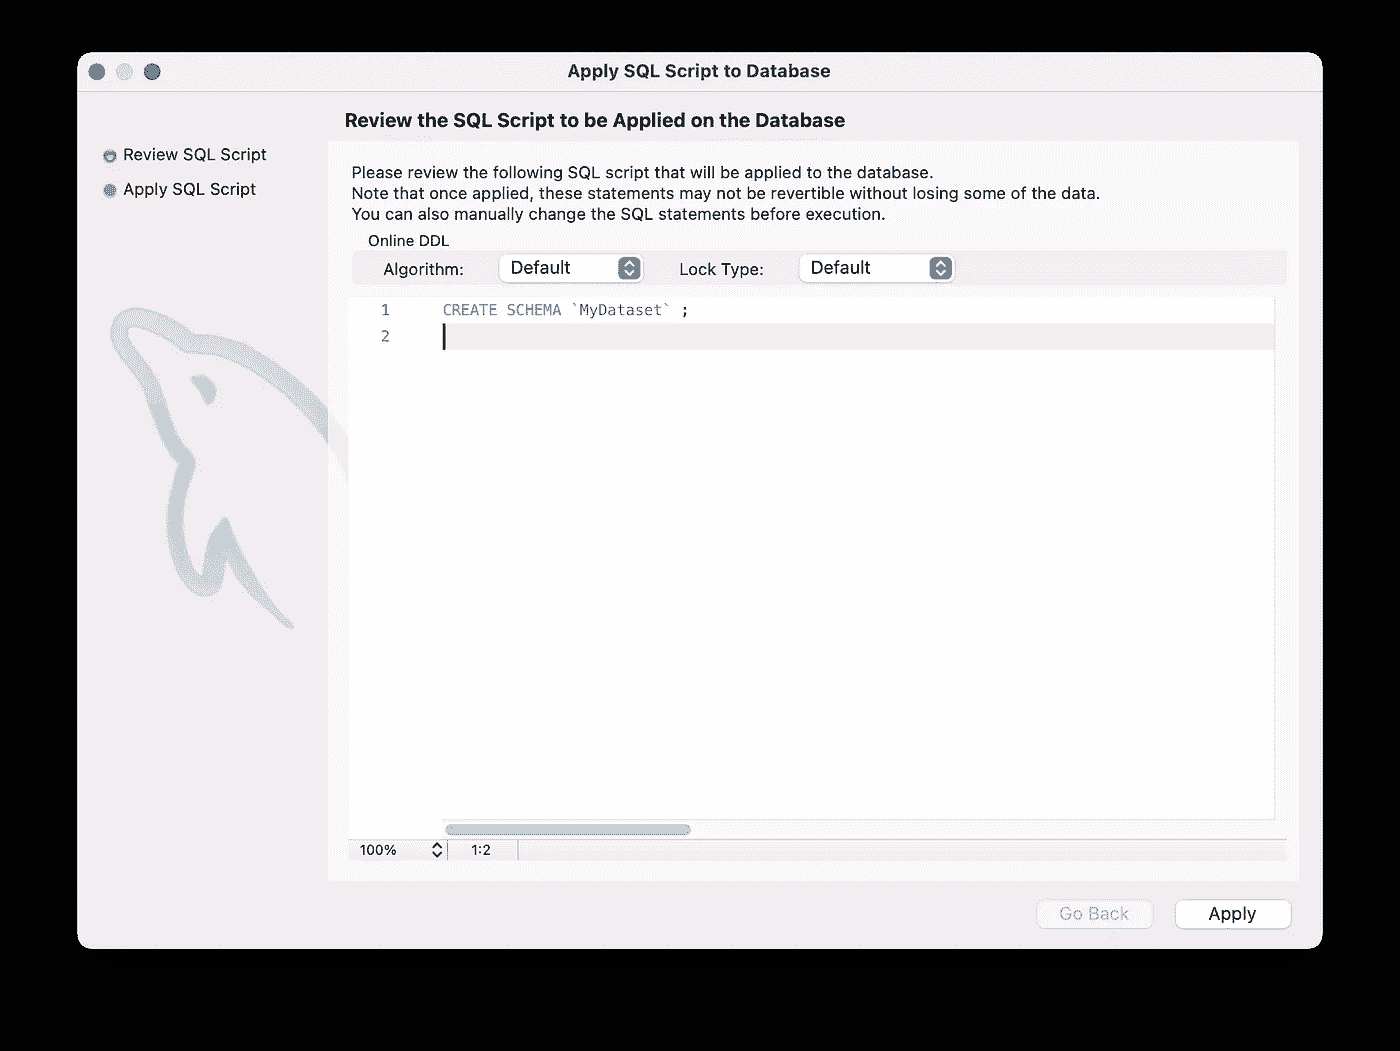 Apply SQL Script to Database
Review the SQL Script to be Applied on the Database
Review SQL Script
Apply SQL Script
Please review the following SQL script that will be applied to the database.
Note that once applied, these statements may not be revertible without losing some of the data.
You can also manually change the SQL statements before execution.
Online DDL
Algorithm: Default Lock Type: Default
1 CREATE SCHEMA `MyDataset` ;
2
100% 1:2
Go Back Apply